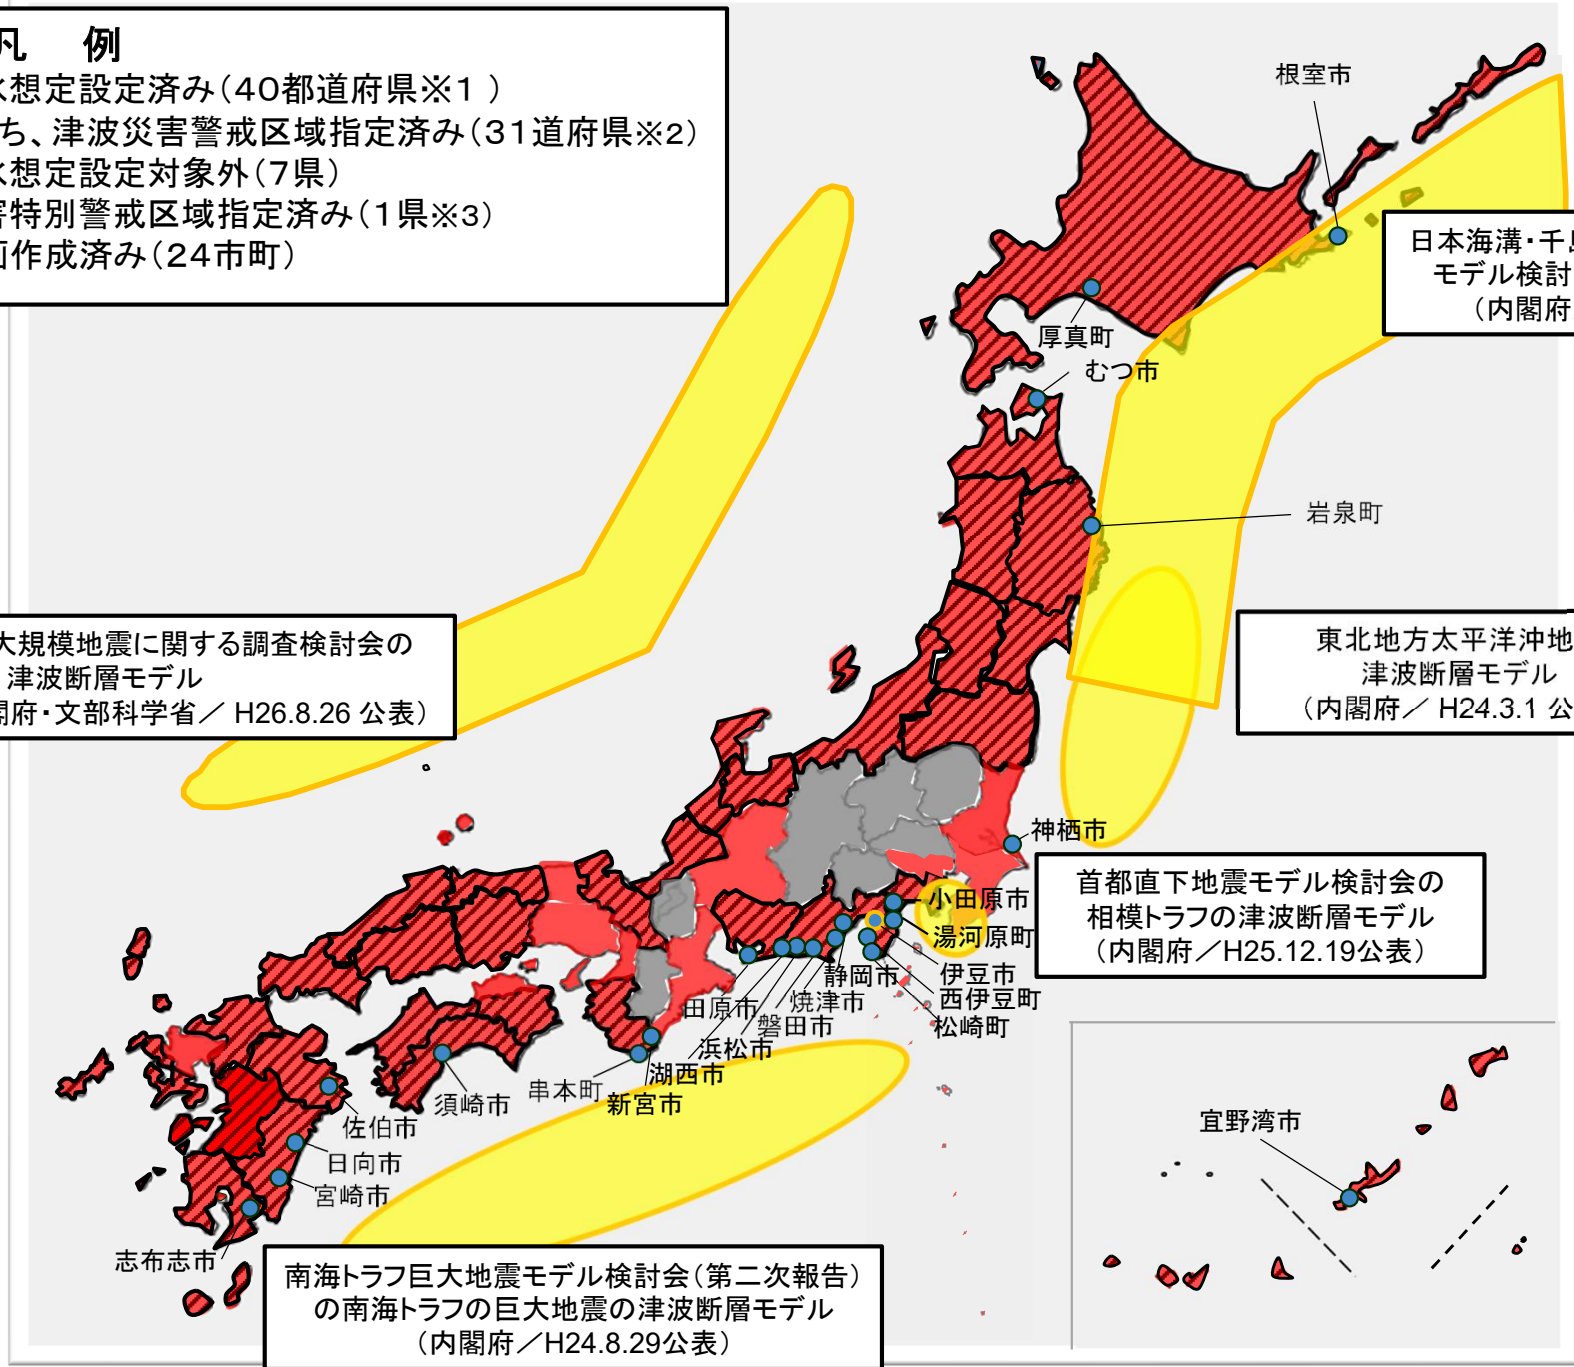 凡　例
水想定設定済み（40都道府県※1 ）
ち、津波災害警戒区域指定済み（31道府県※2）
水想定設定対象外（7県）
害特別警戒区域指定済み（1県※3）
画作成済み（24市町）
根室市
日本海溝・千島
モデル検討
（内閣府
厚真町
むつ市
岩泉町
大規模地震に関する調査検討会の
津波断層モデル
閣府・文部科学省／ H26.8.26 公表）
東北地方太平洋沖地
津波断層モデル
（内閣府／ H24.3.1 公
神栖市
首都直下地震モデル検討会の
相模トラフの津波断層モデル
（内閣府／H25.12.19公表）
小田原市
湯河原町
伊豆市
西伊豆町
松崎町
静岡市
焼津市
磐田市
浜松市
湖西市
田原市
新宮市
串本町
須崎市
佐伯市
日向市
宮崎市
志布志市
宜野湾市
南海トラフ巨大地震モデル検討会（第二次報告）
の南海トラフの巨大地震の津波断層モデル
（内閣府／H24.8.29公表）